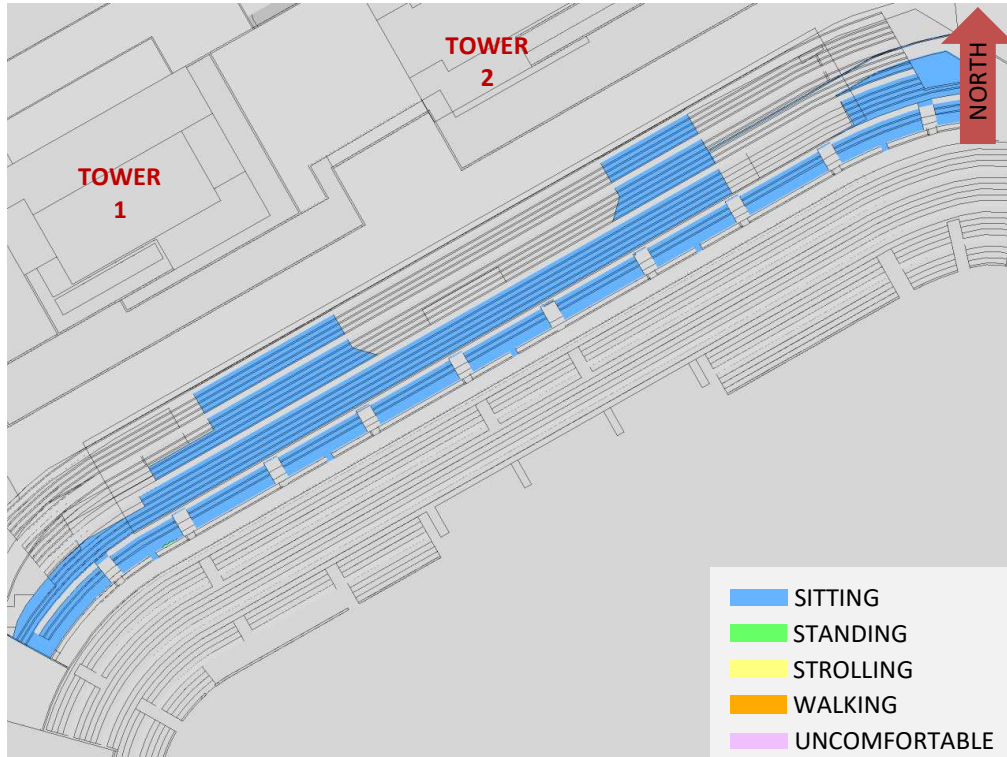 TOWER
1
TOWER
2
NORTH
SITTING
STANDING
STROLLING
WALKING
UNCOMFORTABLE